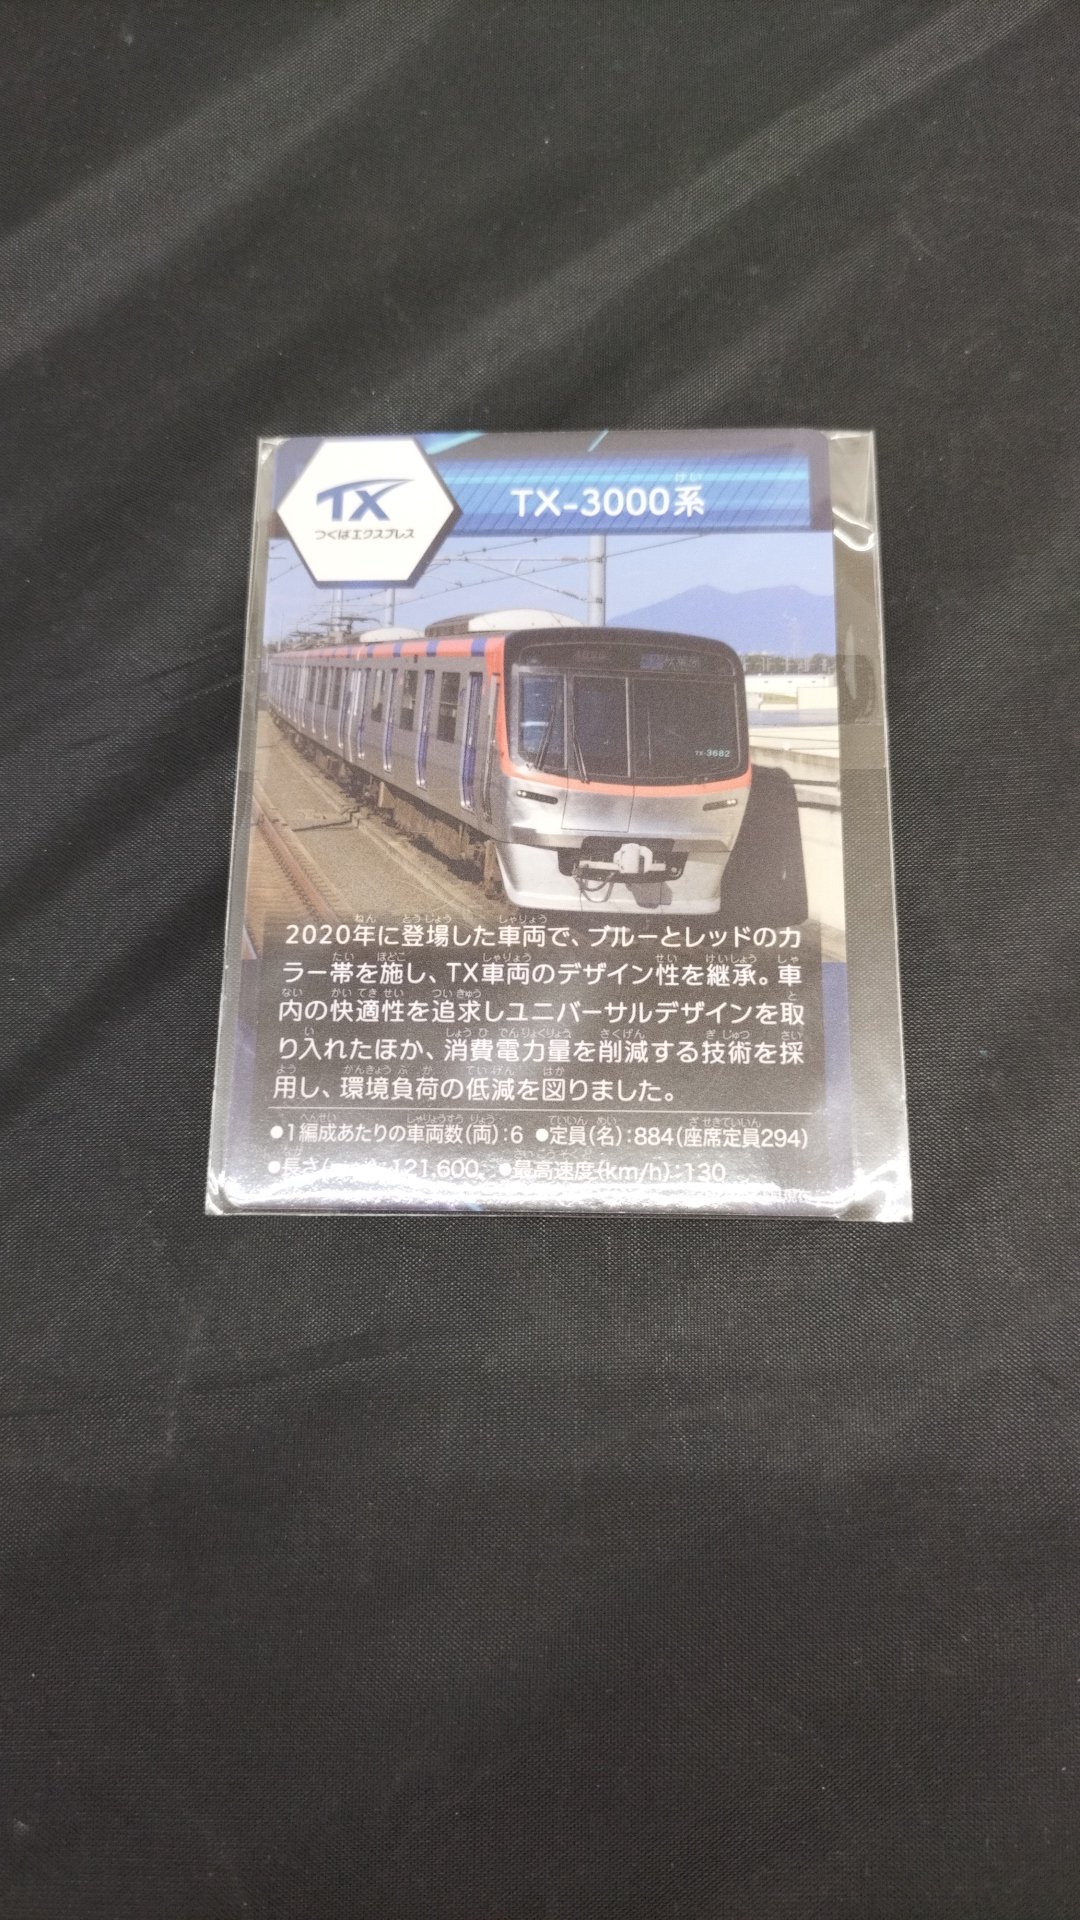 TX
つくばエクスプレス
TX-3000系
TX-3682
2020年に登場した車両で、ブルーとレッドのカ
ラー帯を施し、TX車両のデザイン性を継承。車
内の快適性を追求しユニバーサルデザインを取
り入れたほか、消費電力量を削減する技術を採
用し、環境負荷の低減を図りました。
●1編成あたりの車両数(両):6 ●定員(名):884(座席定員294)
●長さ 121,600 ●最高速度(km/h):130